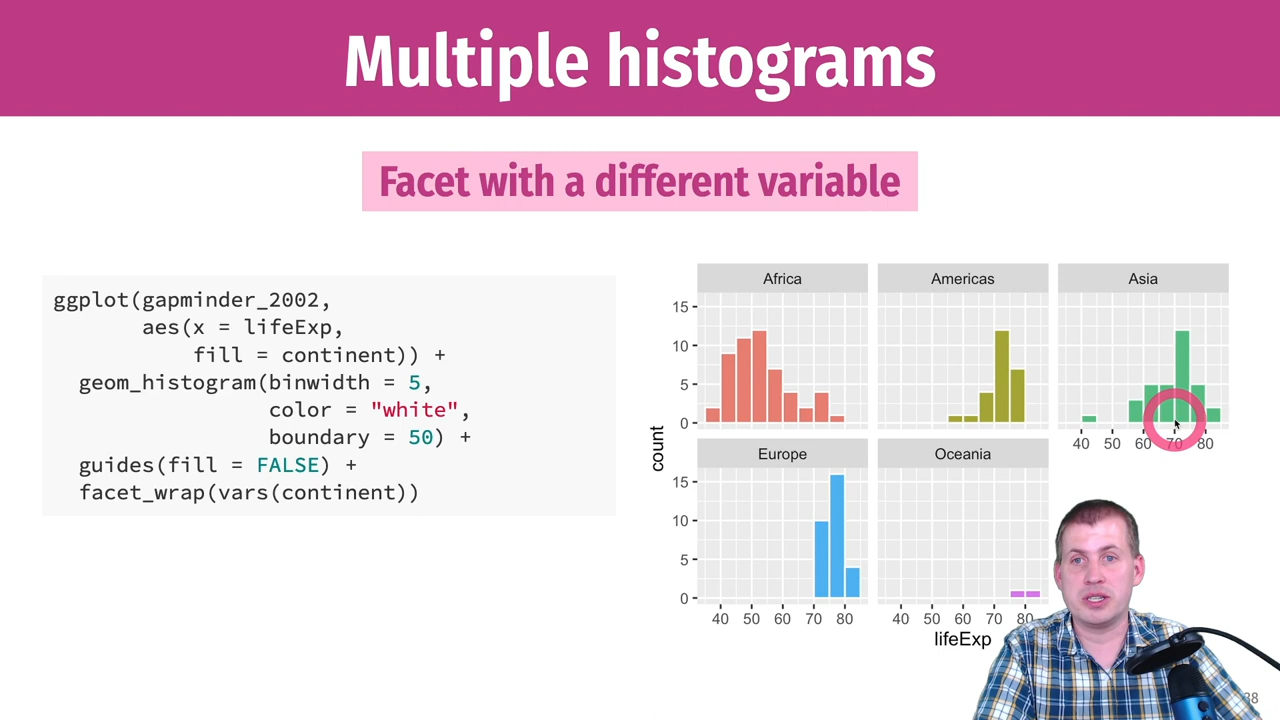 Multiple histograms
Facet with a different variable
ggplot(gapminder_2002,
aes(x = lifeExp,
fill = continent)) +
geom_histogram(binwidth = 5,
color = "white",
boundary = 50) +
guides(fill = FALSE) +
facet_wrap(vars(continent))
Africa Americas Asia
15
10
5
0
40 50 60 70 80
count
Europe Oceania
15
10
5
0
40 50 60 70 80 40 50 60 70 80
lifeExp
38